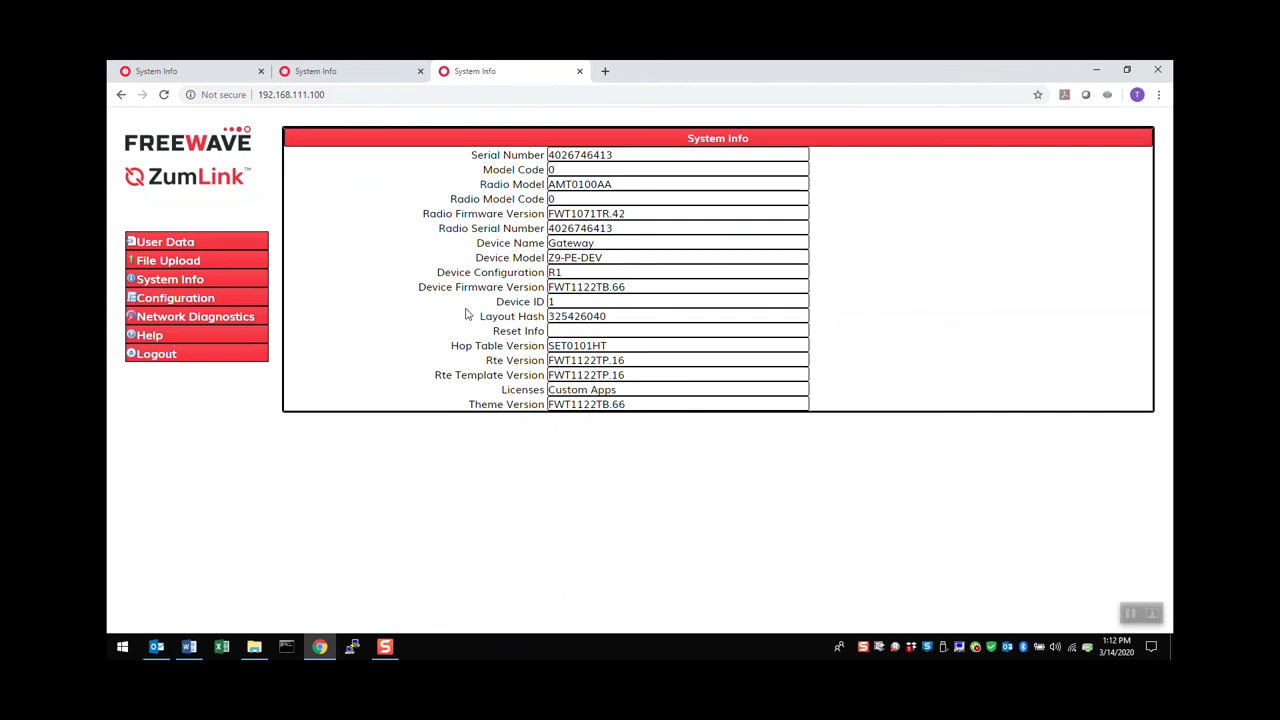 System Info
System Info
System Info
Not secure
192.168.111.100
T
FREEWAVE
ZumLink™
User Data
File Upload
System Info
Configuration
Network Diagnostics
Help
Logout
System Info
Serial Number 4026746413
Model Code 0
Radio Model AMT0100AA
Radio Model Code 0
Radio Firmware Version FWT1071TR.42
Radio Serial Number 4026746413
Device Name Gateway
Device Model Z9-PE-DEV
Device Configuration R1
Device Firmware Version FWT1122TB.66
Device ID 1
Layout Hash 325426040
Reset Info
Hop Table Version SET0101HT
Rte Version FWT1122TP.16
Rte Template Version FWT1122TP.16
Licenses Custom Apps
Theme Version FWT1122TB.66
1:12 PM
3/14/2020